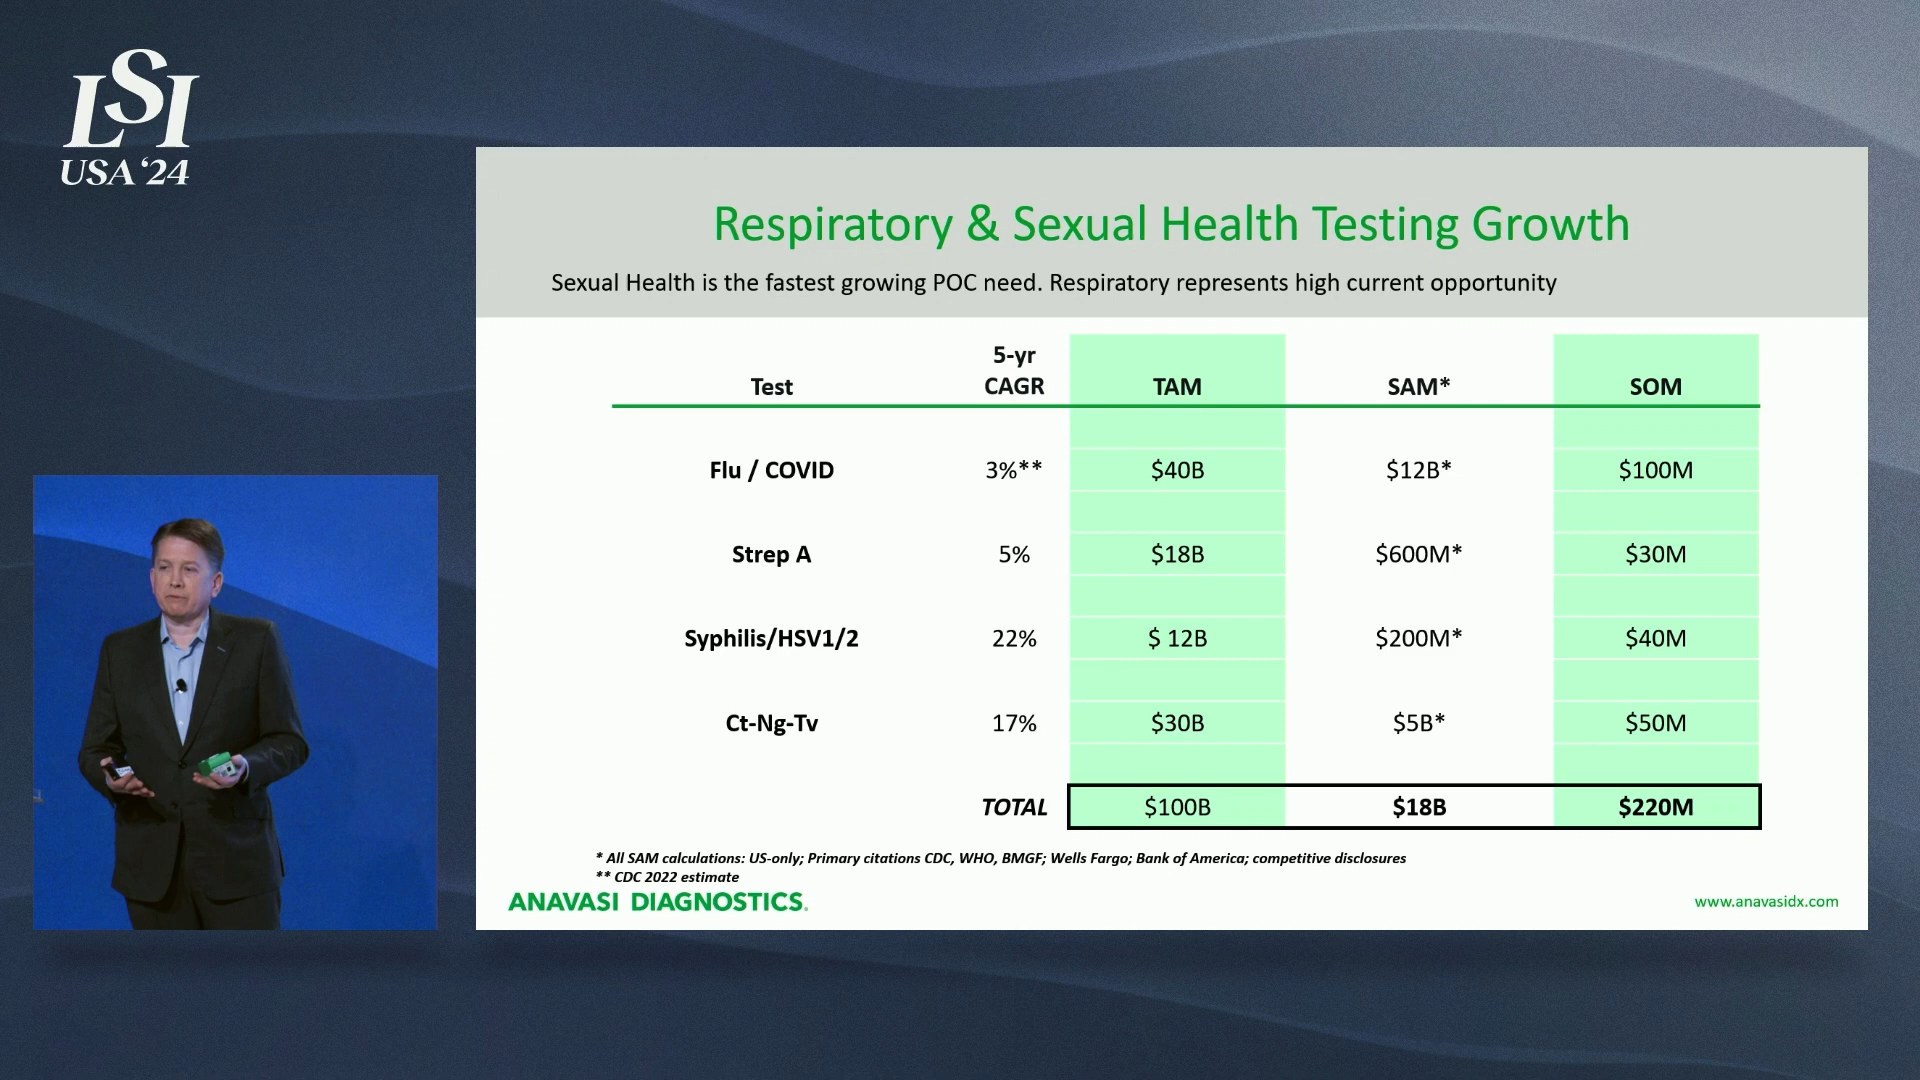 LSI
USA '24
Respiratory & Sexual Health Testing Growth
Sexual Health is the fastest growing POC need. Respiratory represents high current opportunity
Test 5-yr CAGR TAM SAM* SOM
Flu / COVID 3%** $40B $12B* $100M
Strep A 5% $18B $600M* $30M
Syphilis/HSV1/2 22% $ 12B $200M* $40M
Ct-Ng-Tv 17% $30B $5B* $50M
TOTAL $100B $18B $220M
* All SAM calculations: US-only; Primary citations CDC, WHO, BMGF; Wells Fargo; Bank of America; competitive disclosures
** CDC 2022 estimate
ANAVASI DIAGNOSTICS.
www.anavasidx.com